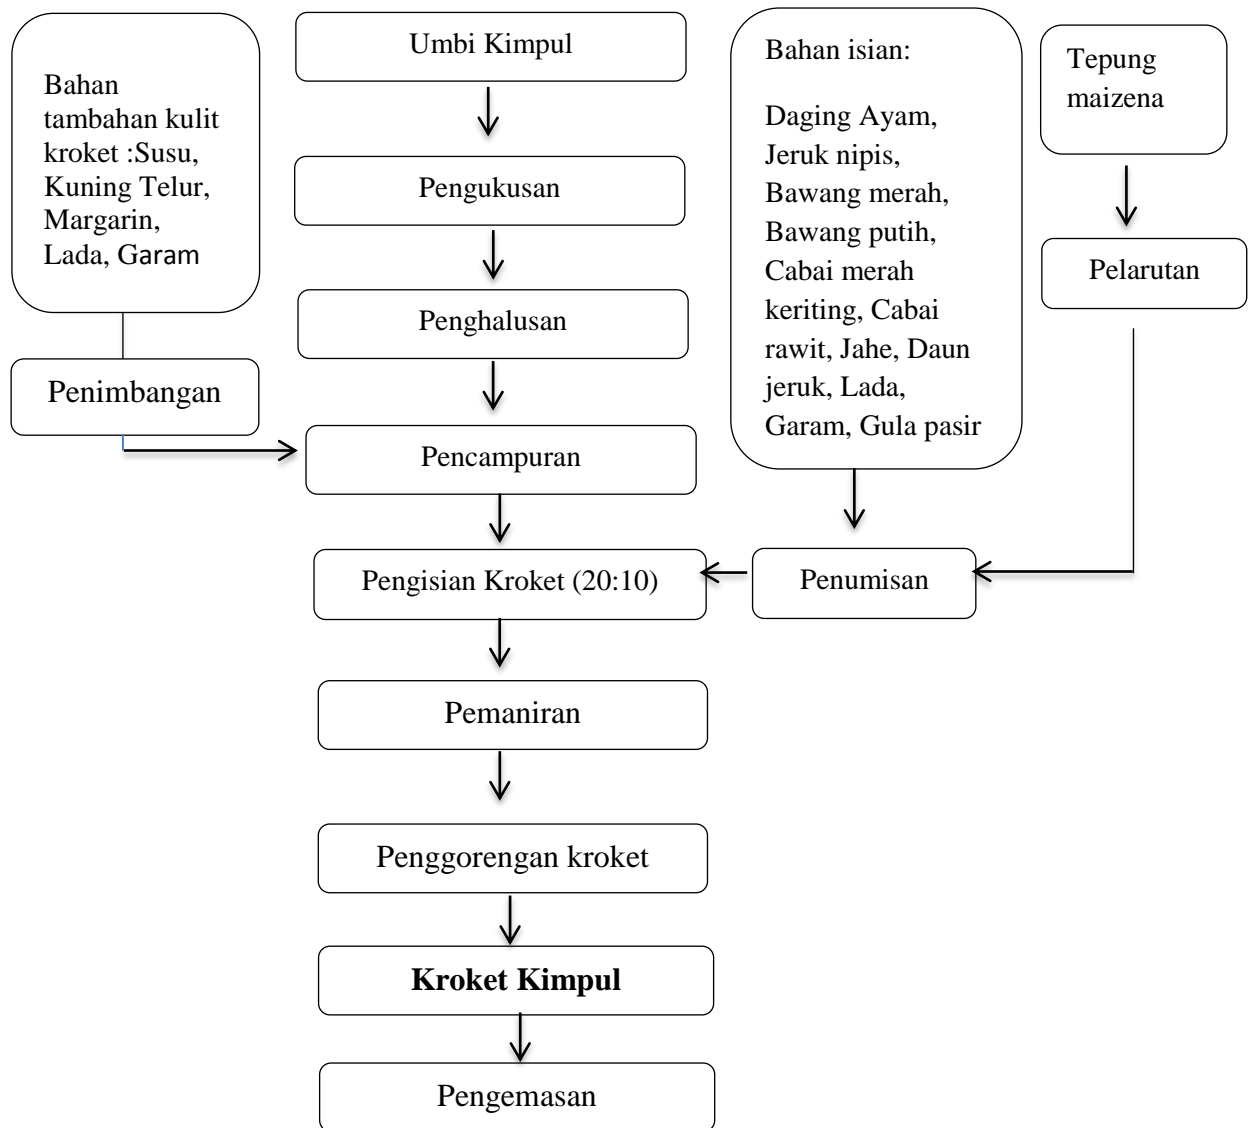 Bahan
tambahan kulit
kroket :Susu,
Kuning Telur,
Margarin,
Lada, Garam
Penimbangan
Umbi Kimpul
Pengukusan
Penghalusan
Pencampuran
Pengisian Kroket (20:10)
Pemaniran
Penggorengan kroket
Kroket Kimpul
Pengemasan
Bahan isian:
Daging Ayam,
Jeruk nipis,
Bawang merah,
Bawang putih,
Cabai merah
keriting, Cabai
rawit, Jahe, Daun
jeruk, Lada,
Garam, Gula pasir
Penumisan
Tepung
maizena
Pelarutan